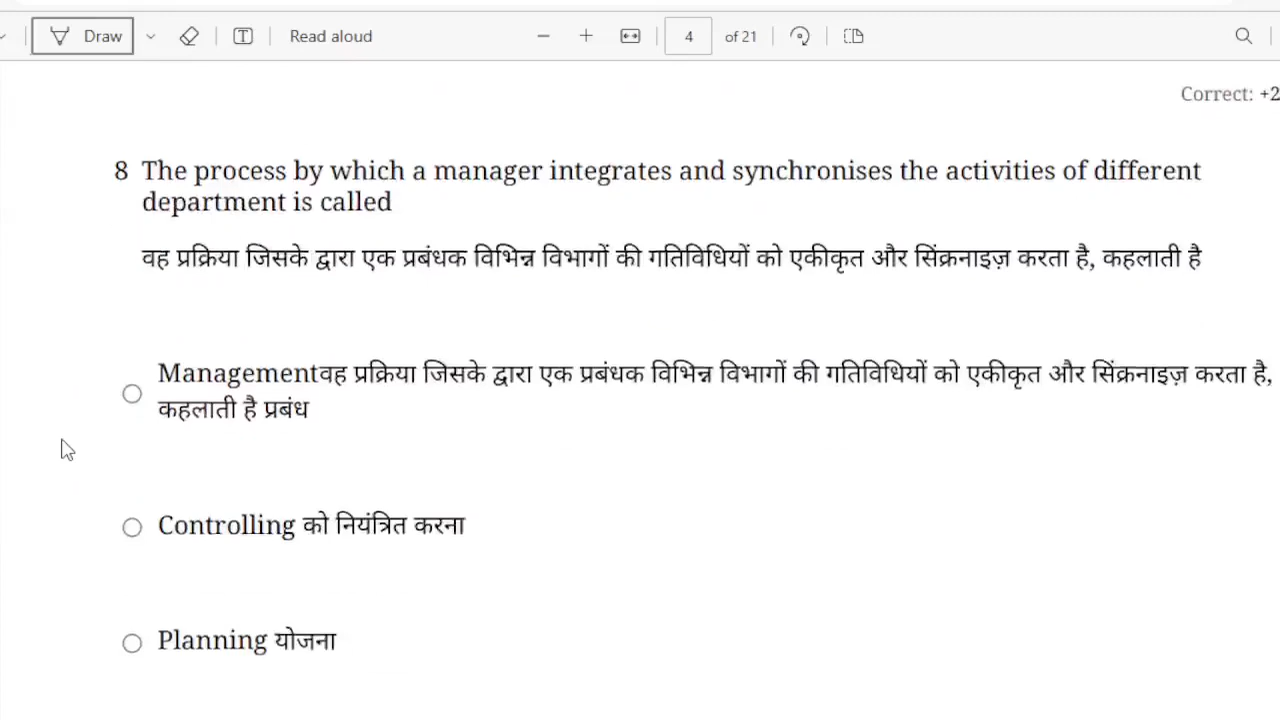 Draw
Read aloud
4 of 21
Correct: +2
8 The process by which a manager integrates and synchronises the activities of different
department is called
वह प्रक्रिया जिसके द्वारा एक प्रबंधक विभिन्न विभागों की गतिविधियों को एकीकृत और सिंक्रनाइज़ करता है, कहलाती है
Managementवह प्रक्रिया जिसके द्वारा एक प्रबंधक विभिन्न विभागों की गतिविधियों को एकीकृत और सिंक्रनाइज़ करता है,
कहलाती है प्रबंध
Controlling को नियंत्रित करना
Planning योजना